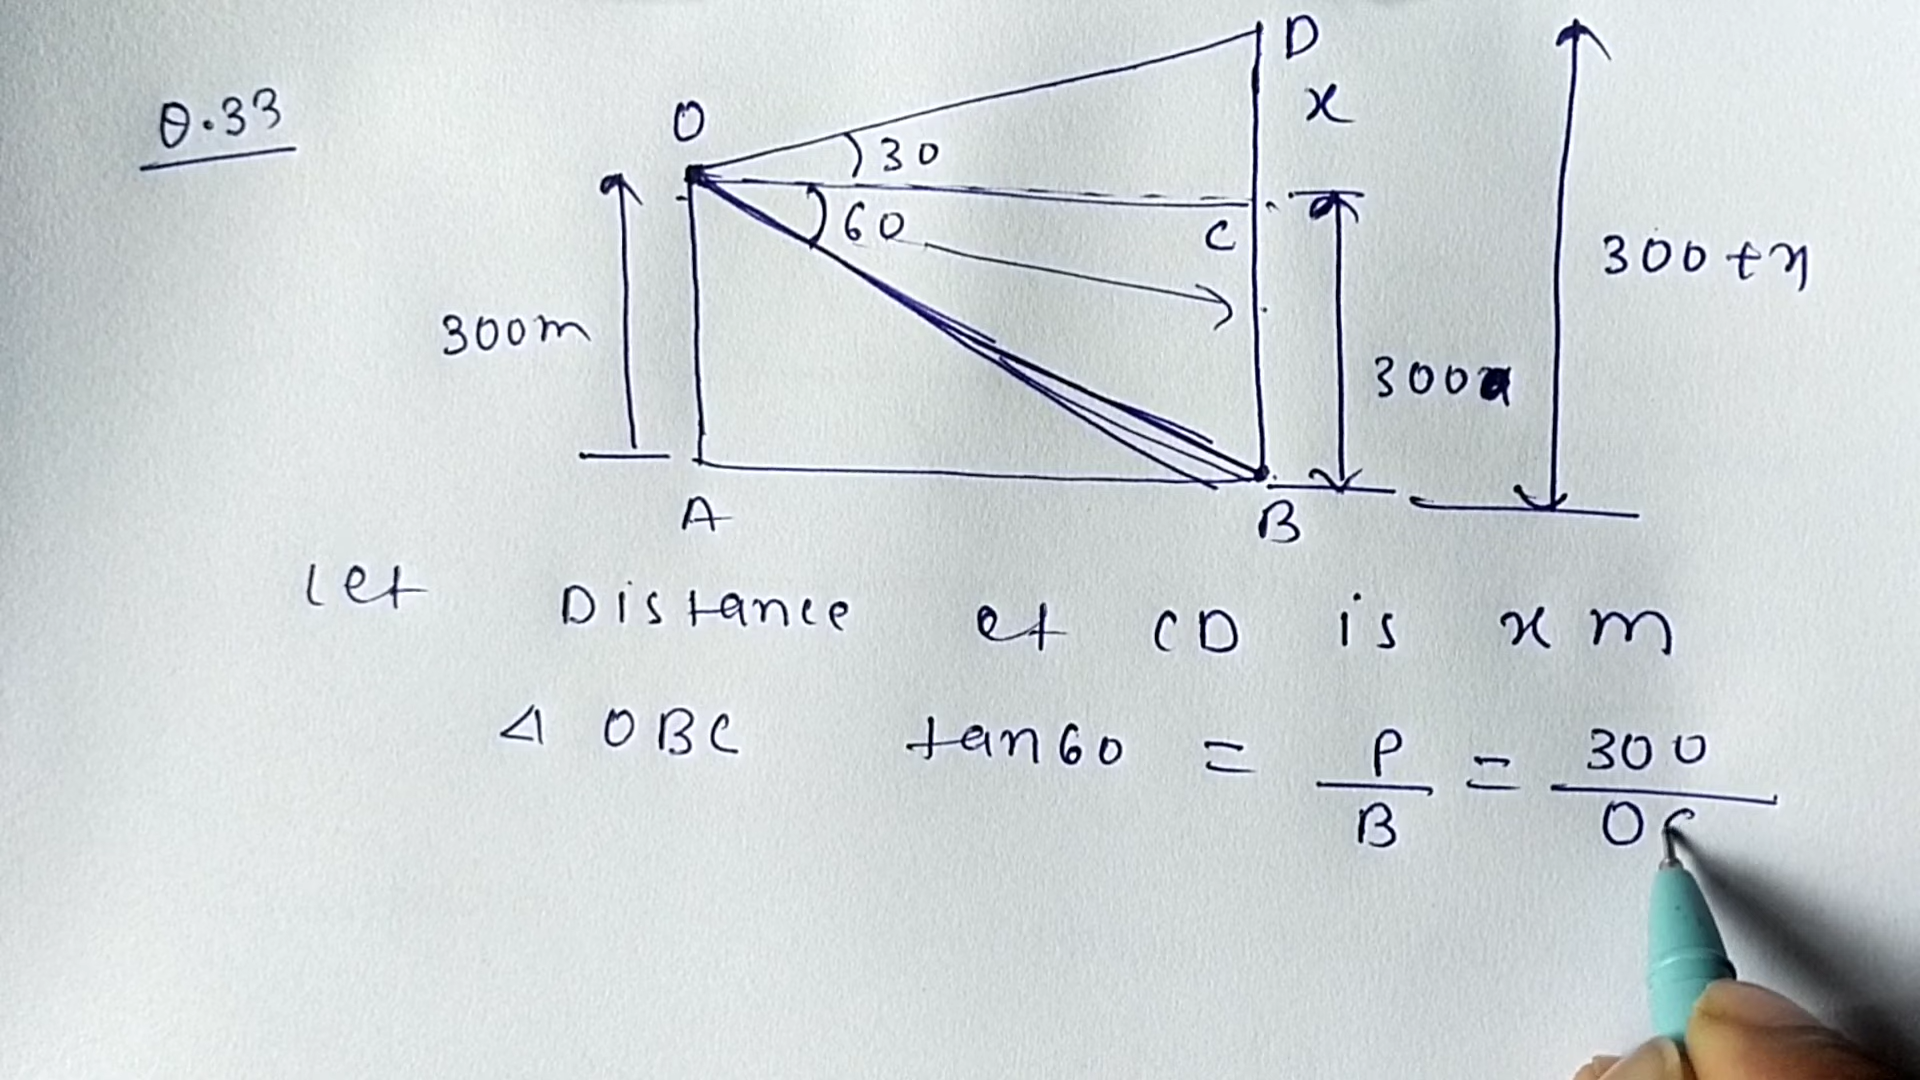 Q.33
O
D
x
30
60
C
300m
300
300+x
A
B
Let Distance of CD is x m
△ OBC tan60 = P/B = 300/OC